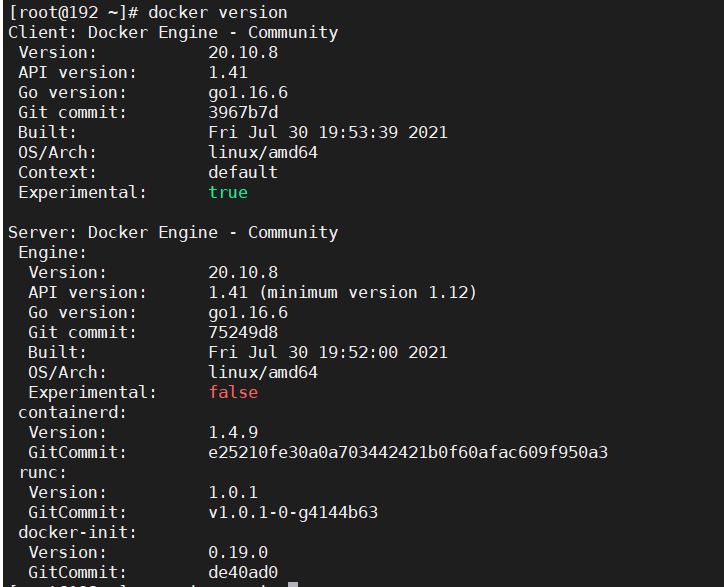 [root@192 ~]# docker version
Client: Docker Engine - Community
 Version:           20.10.8
 API version:       1.41
 Go version:        go1.16.6
 Git commit:        3967b7d
 Built:             Fri Jul 30 19:53:39 2021
 OS/Arch:           linux/amd64
 Context:           default
 Experimental:      true

Server: Docker Engine - Community
 Engine:
  Version:          20.10.8
  API version:      1.41 (minimum version 1.12)
  Go version:       go1.16.6
  Git commit:       75249d8
  Built:            Fri Jul 30 19:52:00 2021
  OS/Arch:          linux/amd64
  Experimental:     false
 containerd:
  Version:          1.4.9
  GitCommit:        e25210fe30a0a703442421b0f60afac609f950a3
 runc:
  Version:          1.0.1
  GitCommit:        v1.0.1-0-g4144b63
 docker-init:
  Version:          0.19.0
  GitCommit:        de40ad0